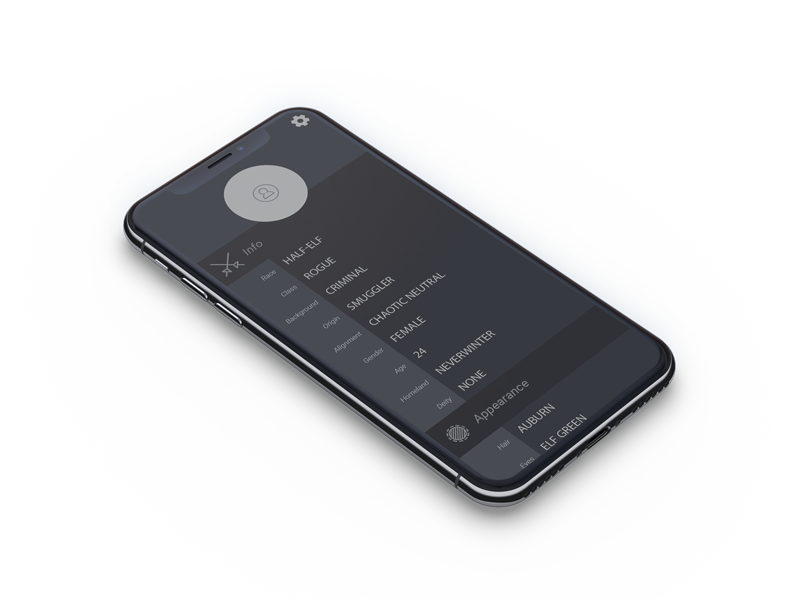 Info
Race HALF-ELF
Class ROGUE
Background CRIMINAL
Origin SMUGGLER
Alignment CHAOTIC NEUTRAL
Gender FEMALE
Age 24
Homeland NEVERWINTER
Deity NONE
Appearance
Hair AUBURN
Eyes ELF GREEN